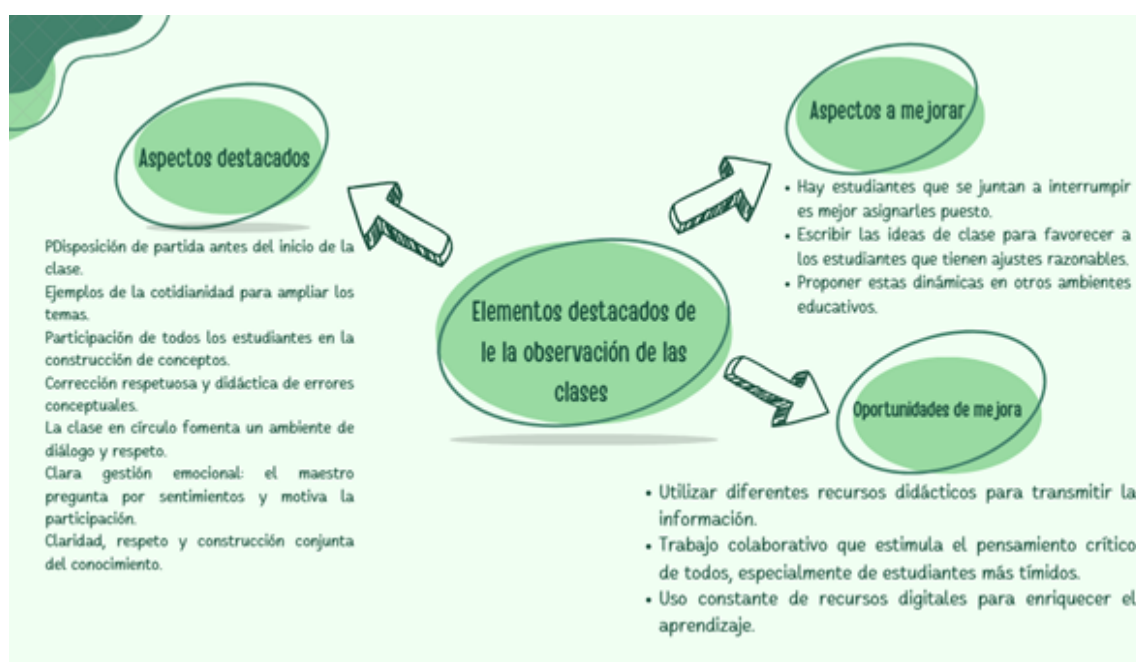 Aspectos destacados
PDisposición de partida antes del inicio de la
clase.
Ejemplos de la cotidianidad para ampliar los
temas.
Participación de todos los estudiantes en la
construcción de conceptos.
Corrección respetuosa y didáctica de errores
conceptuales.
La clase en círculo fomenta un ambiente de
diálogo y respeto.
Clara gestión emocional: el maestro
pregunta por sentimientos y motiva la
participación.
Claridad, respeto y construcción conjunta
del conocimiento.
Elementos destacados de
le la observación de las
clases
Aspectos a mejorar
• Hay estudiantes que se juntan a interrumpir
es mejor asignarles puesto.
• Escribir las ideas de clase para favorecer a
los estudiantes que tienen ajustes razonables.
• Proponer estas dinámicas en otros ambientes
educativos.
Oportunidades de mejora
• Utilizar diferentes recursos didácticos para transmitir la
información.
• Trabajo colaborativo que estimula el pensamiento crítico
de todos, especialmente de estudiantes más tímidos.
• Uso constante de recursos digitales para enriquecer el
aprendizaje.